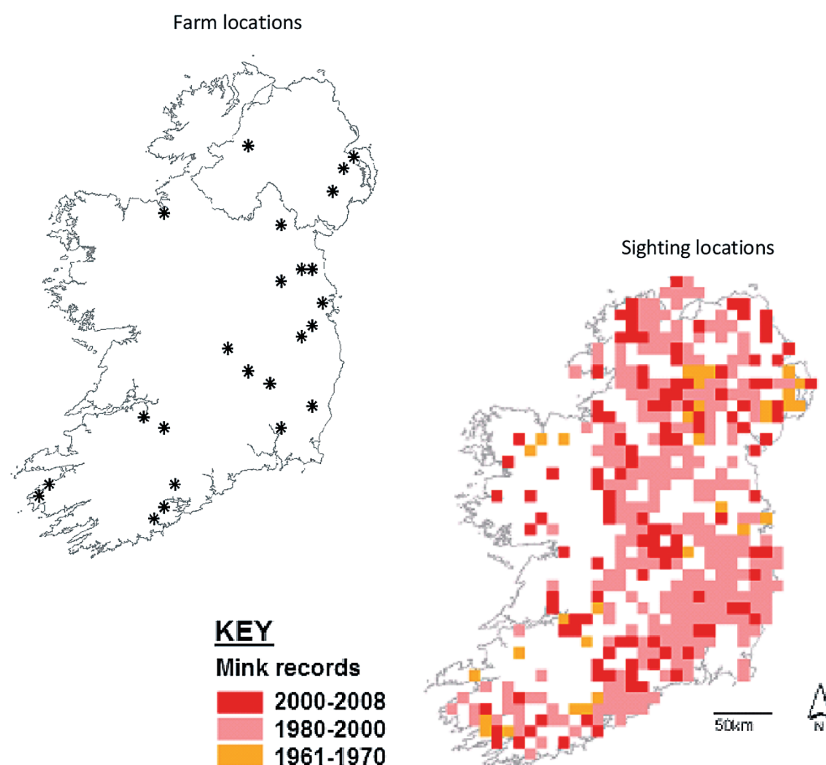 Farm locations
Sighting locations
KEY
Mink records
2000-2008
1980-2000
1961-1970
50km
N